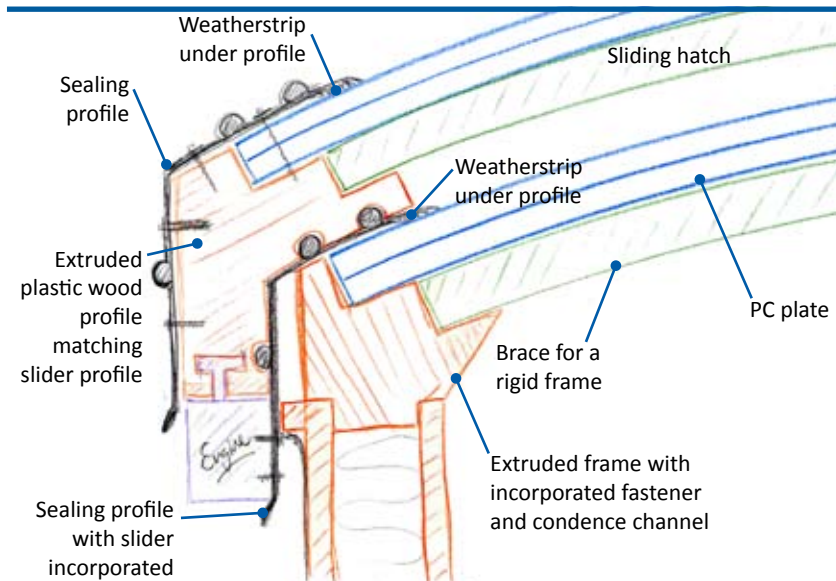 Weatherstrip
under profile
Sliding hatch
Sealing
profile
Weatherstrip
under profile
Extruded
plastic wood
profile
matching
slider profile
PC plate
Brace for a
rigid frame
Engine
Extruded frame with
incorporated fastener
and condence channel
Sealing profile
with slider
incorporated